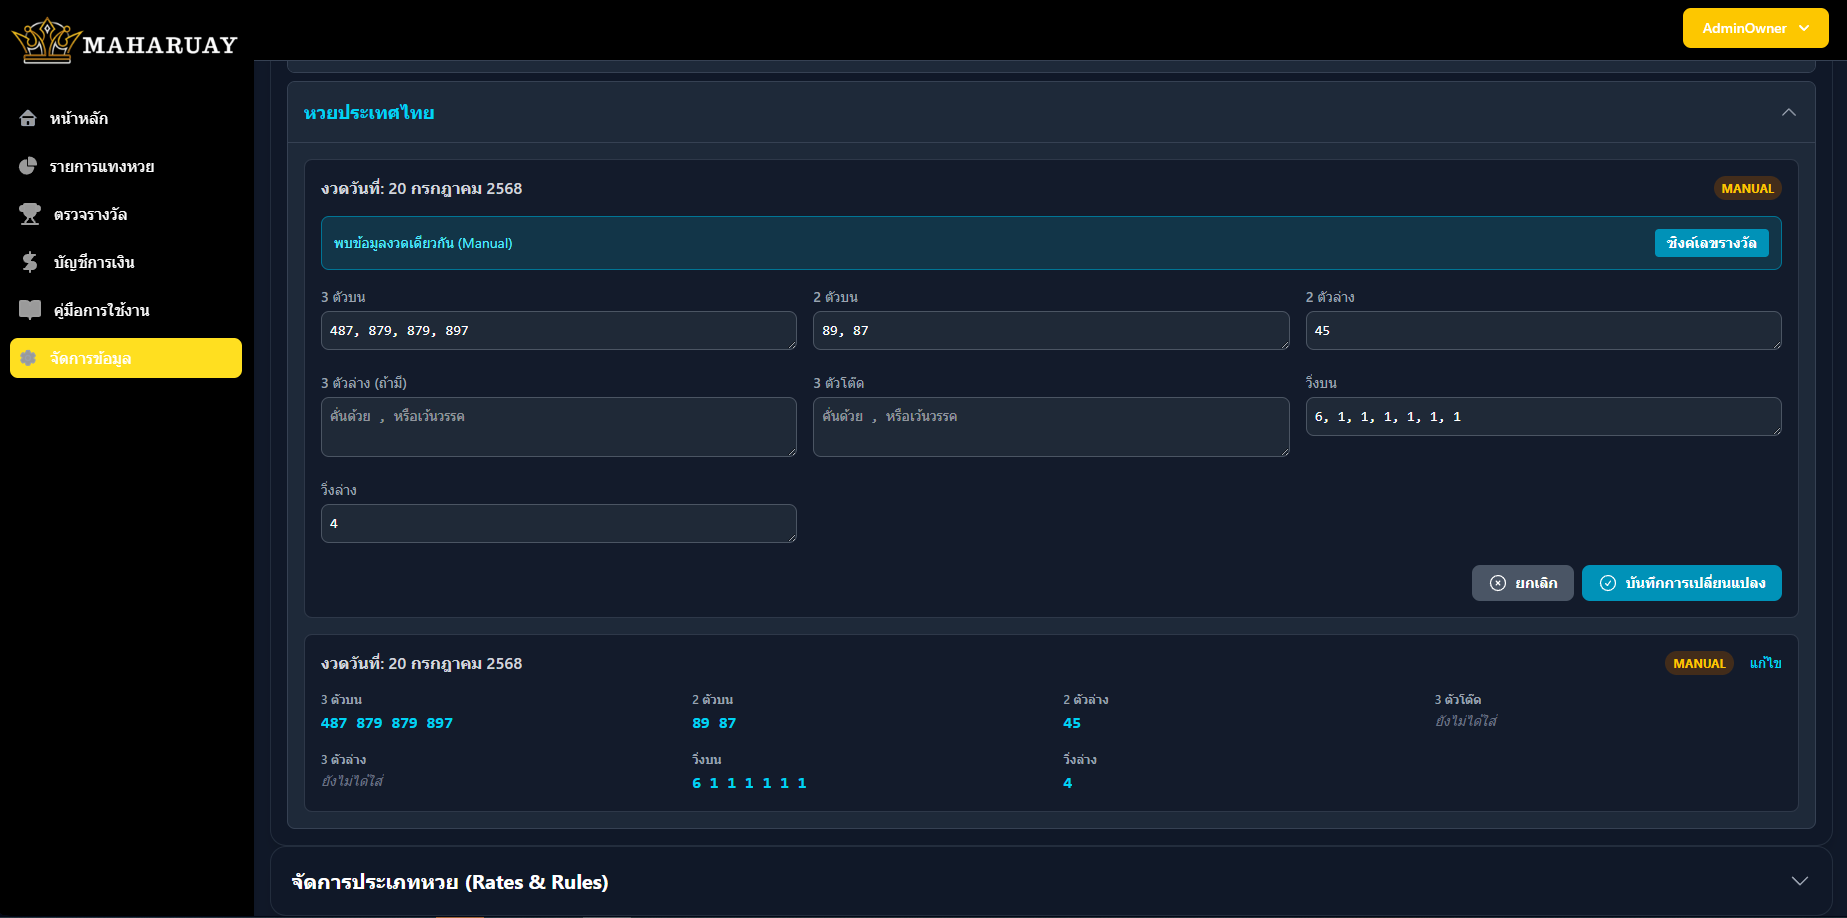 MAHARUAY
AdminOwner
หน้าหลัก
รายการแทงหวย
ตรวจรางวัล
บัญชีการเงิน
คู่มือการใช้งาน
จัดการข้อมูล
หวยประเทศไทย
งวดวันที่: 20 กรกฎาคม 2568
MANUAL
พบข้อมูลงวดเดียวกัน (Manual)
ซิงค์เลขรางวัล
3 ตัวบน
2 ตัวบน
2 ตัวล่าง
487, 879, 879, 897
89, 87
45
3 ตัวล่าง (ถ้ามี)
3 ตัวโต๊ด
วิ่งบน
คั่นด้วย , หรือเว้นวรรค
คั่นด้วย , หรือเว้นวรรค
6, 1, 1, 1, 1, 1, 1
วิ่งล่าง
4
ยกเลิก
บันทึกการเปลี่ยนแปลง
งวดวันที่: 20 กรกฎาคม 2568
MANUAL
แก้ไข
3 ตัวบน
2 ตัวบน
2 ตัวล่าง
3 ตัวโต๊ด
487 879 879 897
89 87
45
ยังไม่ได้ใส่
3 ตัวล่าง
วิ่งบน
วิ่งล่าง
ยังไม่ได้ใส่
6 1 1 1 1 1 1
4
จัดการประเภทหวย (Rates & Rules)